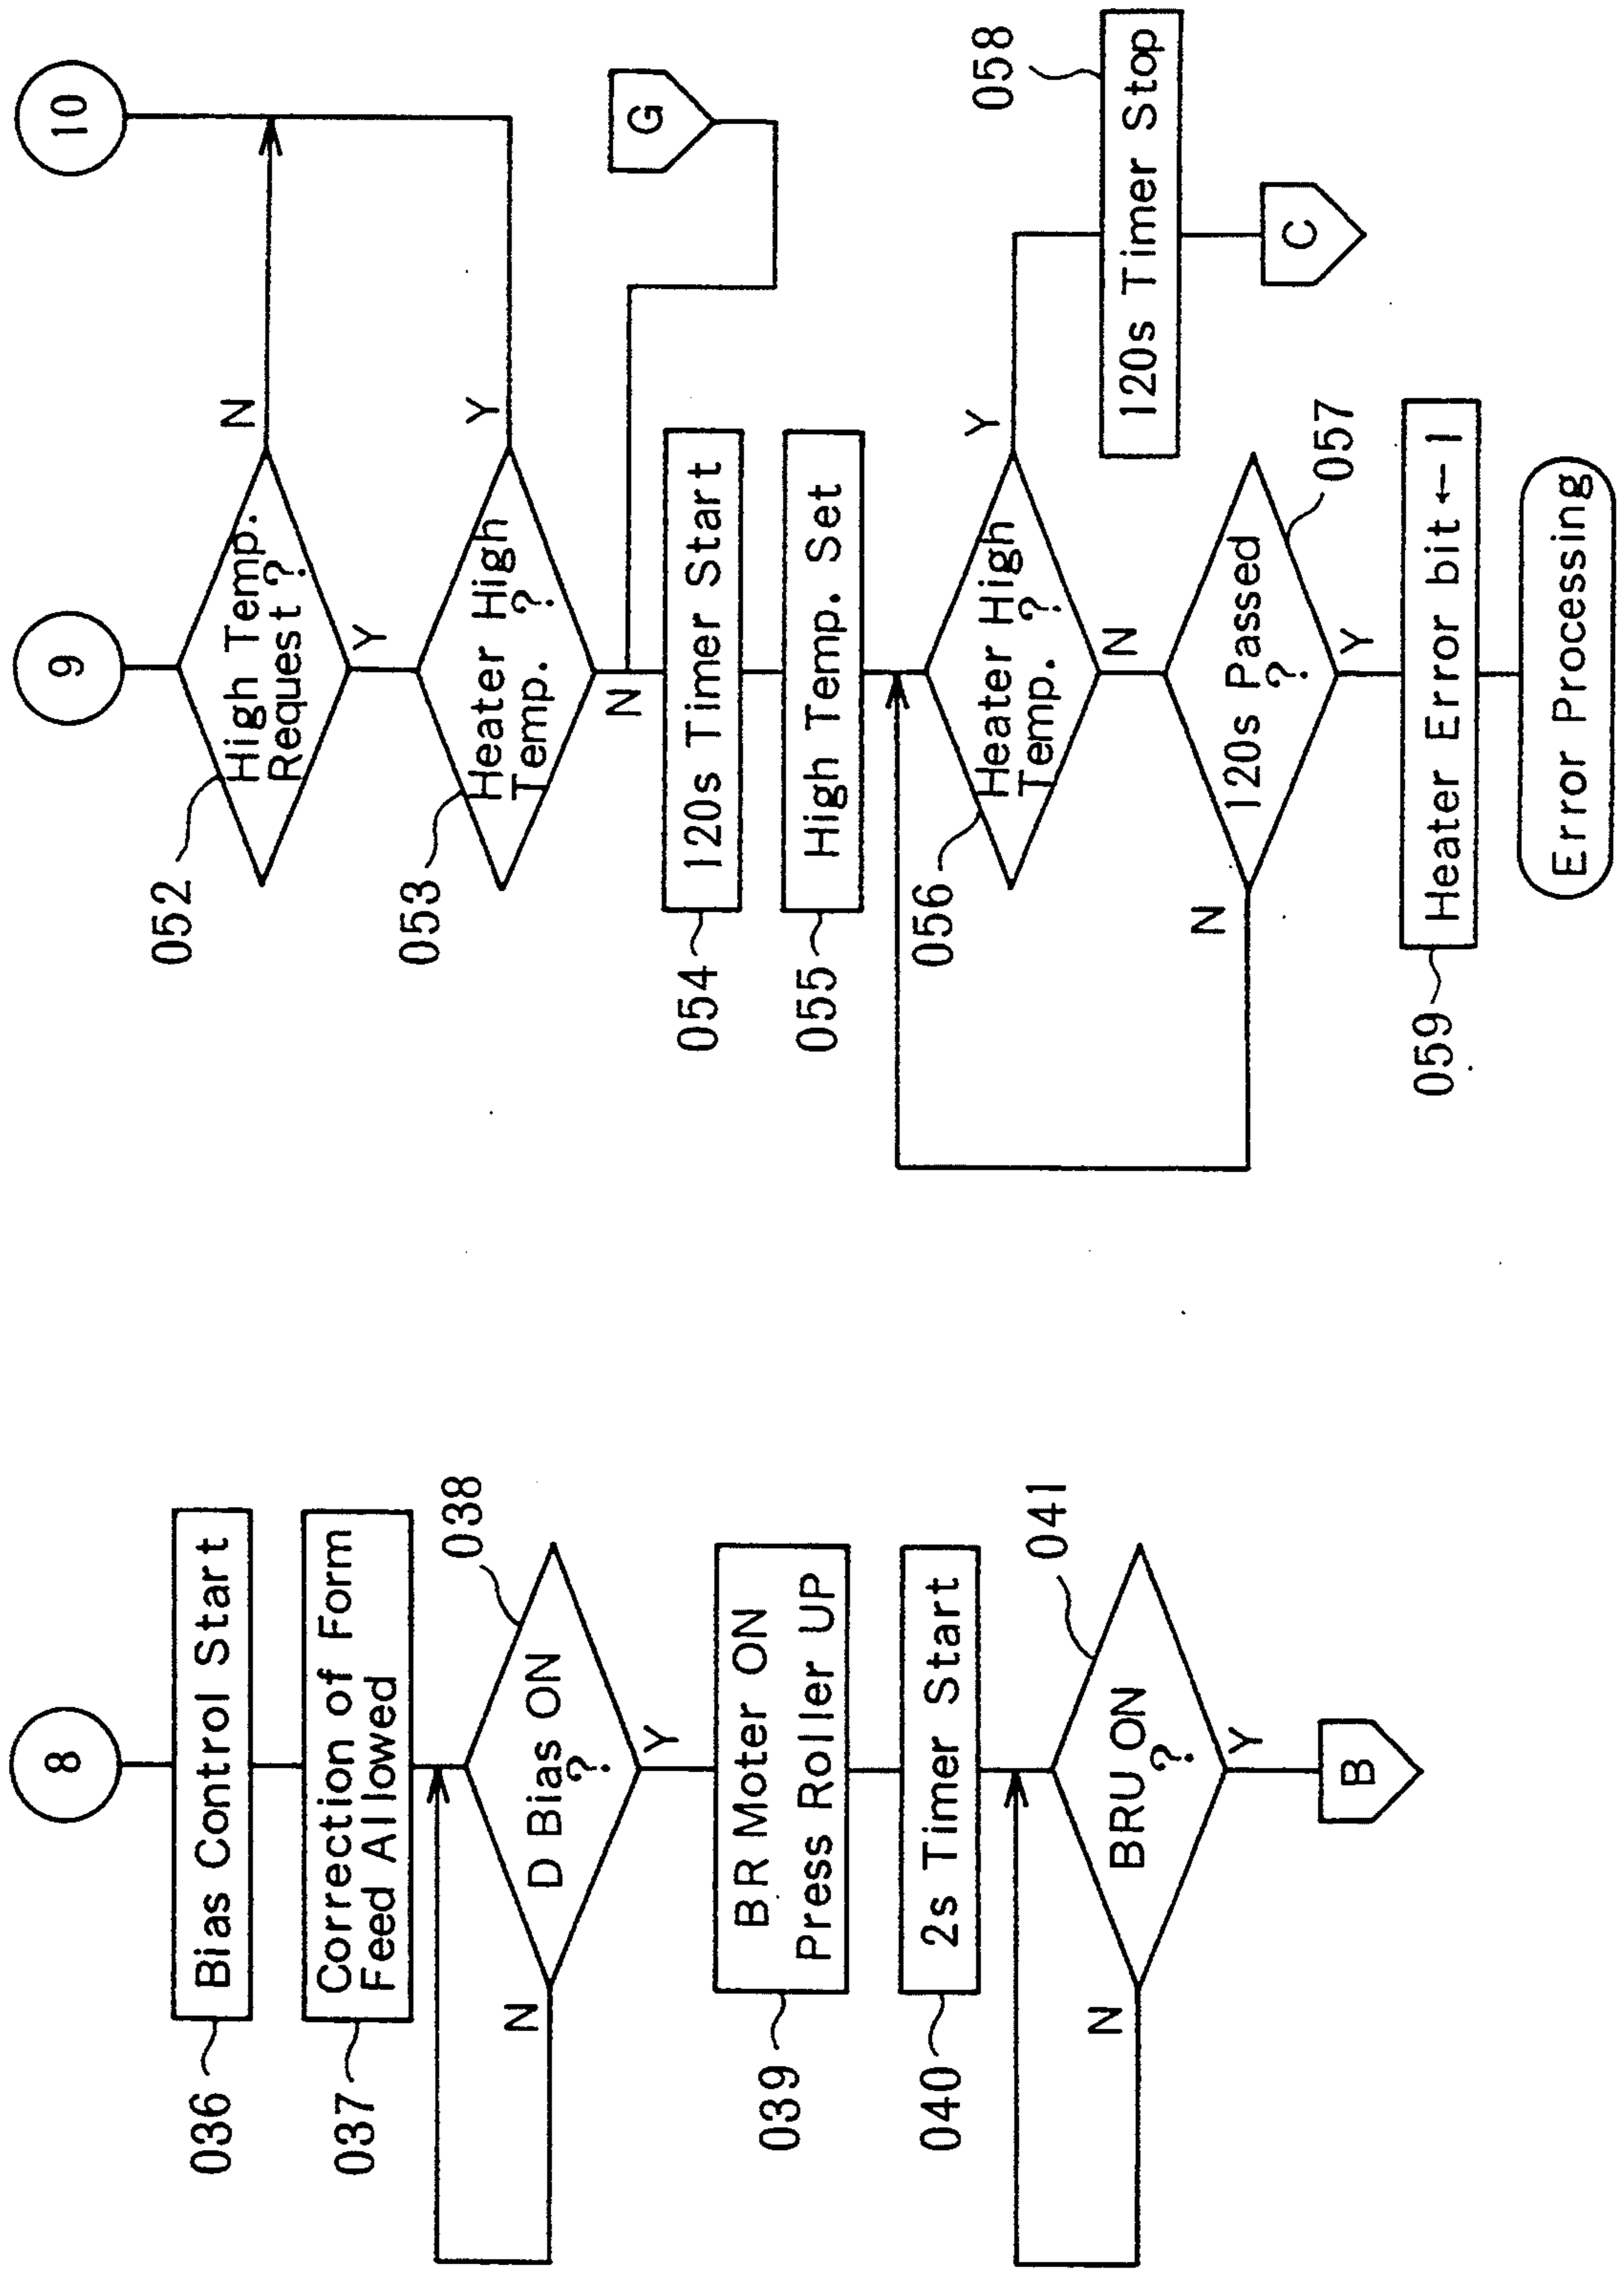 8
036
Bias Control Start
037
Correction of Form
Feed Allowed
038
D Bias ON
?
N
Y
039
BR Moter ON
Press Roller UP
040
2s Timer Start
041
BRU ON
?
N
Y
B
9
10
052
High Temp.
Request ?
N
Y
053
Heater High
Temp. ?
Y
N
G
054
120s Timer Start
055
High Temp. Set
056
Heater High
Temp. ?
Y
N
058
120s Timer Stop
C
057
120s Passed
?
N
Y
059
Heater Error bit ← 1
Error Processing